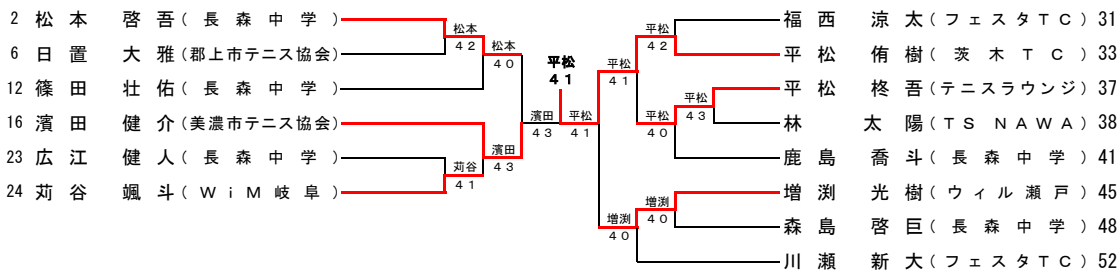 2 松本 啓吾(長森中学)
6 日置 大雅(郡上市テニス協会)
12 篠田 壮佑(長森中学)
16 濱田 健介(美濃市テニス協会)
23 広江 健人(長森中学)
24 苅谷 颯斗(WiM岐阜)
松本
42
松本
40
苅谷
41
濱田
43
濱田
43
平松
41
平松
41
平松
41
平松
42
平松
40
平松
43
増渕
40
増渕
40
福西 涼太(フェスタTC) 31
平松 侑樹(茨木TC) 33
平松 柊吾(テニスラウンジ) 37
林 太陽(TS NAWA) 38
鹿島 喬斗(長森中学) 41
増渕 光樹(ウィル瀬戸) 45
森島 啓巨(長森中学) 48
川瀬 新大(フェスタTC) 52